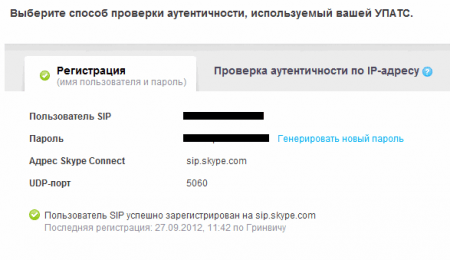 Выберите способ проверки аутентичности, используемый вашей УПАТС.
Регистрация Проверка аутентичности по IP-адресу ?
(имя пользователя и пароль)
Пользователь SIP
Пароль Генерировать новый пароль
Адрес Skype Connect sip.skype.com
UDP-порт 5060
Пользователь SIP успешно зарегистрирован на sip.skype.com
Последняя регистрация: 27.09.2012, 11:42 по Гринвичу